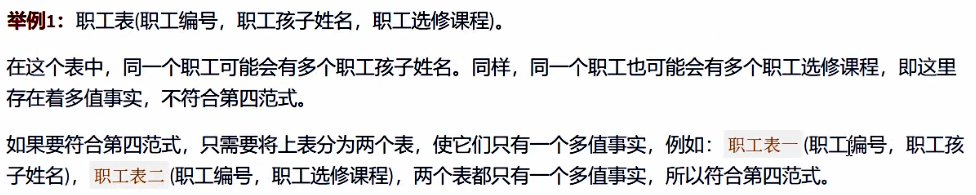 举例1：职工表(职工编号，职工孩子姓名，职工选修课程)。
在这个表中，同一个职工可能会有多个职工孩子姓名。同样，同一个职工也可能会有多个职工选修课程，即这里
存在着多值事实，不符合第四范式。
如果要符合第四范式，只需要将上表分为两个表，使它们只有一个多值事实，例如： 职工表一 (职工编号，职工孩
子姓名)， 职工表二 (职工编号，职工选修课程)，两个表都只有一个多值事实，所以符合第四范式。